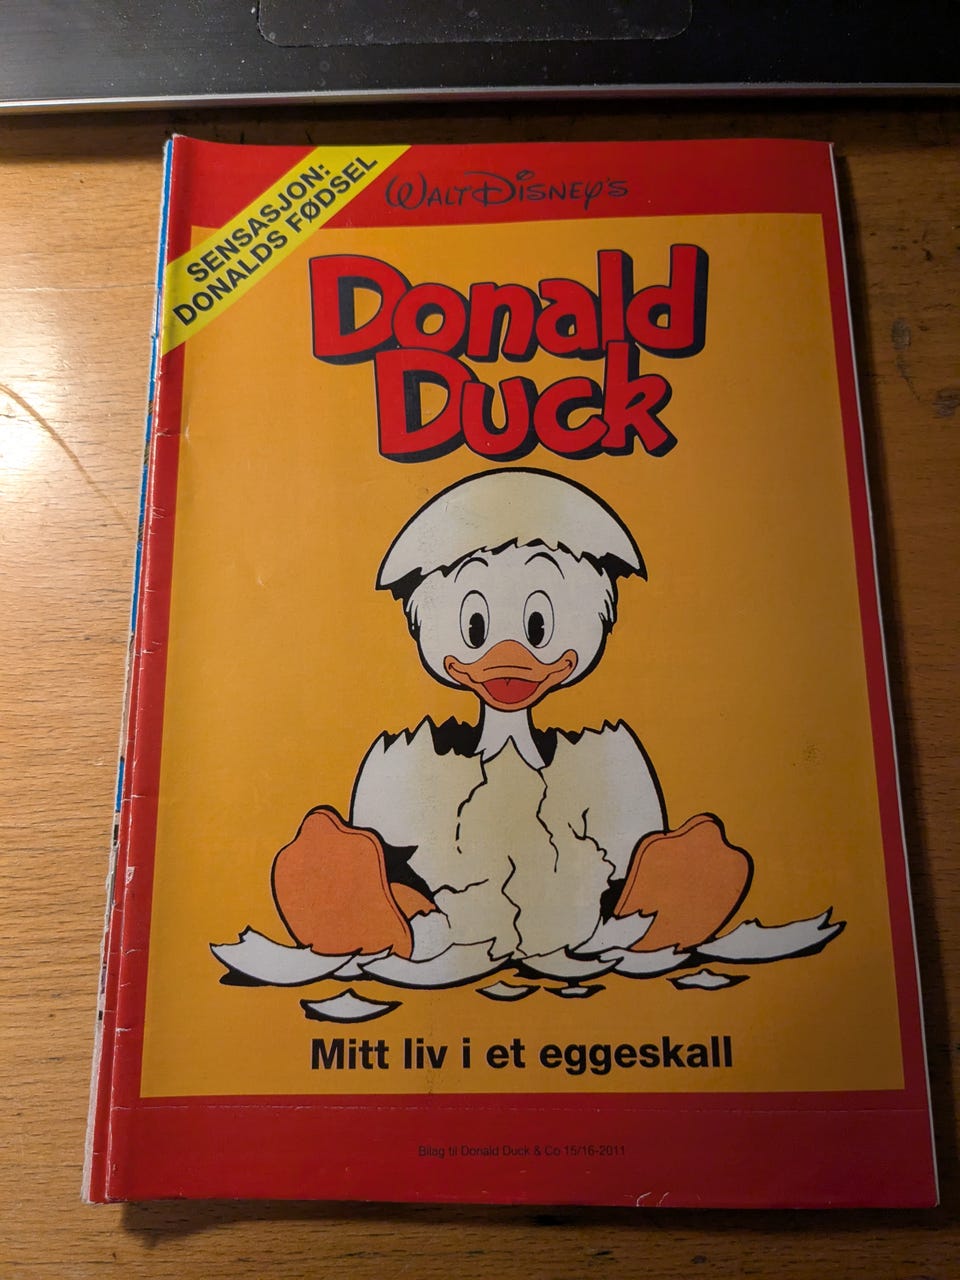 SENSASJON:
DONALDS FØDSEL
WALT DISNEY'S
Donald
Duck
Mitt liv i et eggeskall
Bilag til Donald Duck & Co 15/16-2011